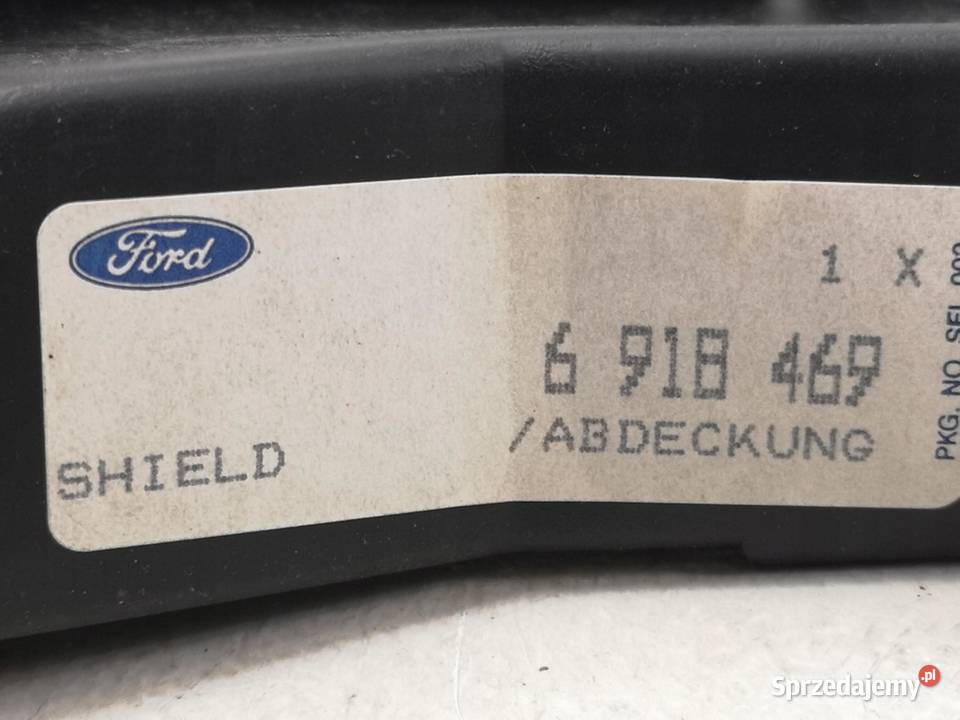 Ford
1 X
6 918 469
SHIELD /ABDECKUNG
PKG. NO. SEL
Sprzedajemy.pl